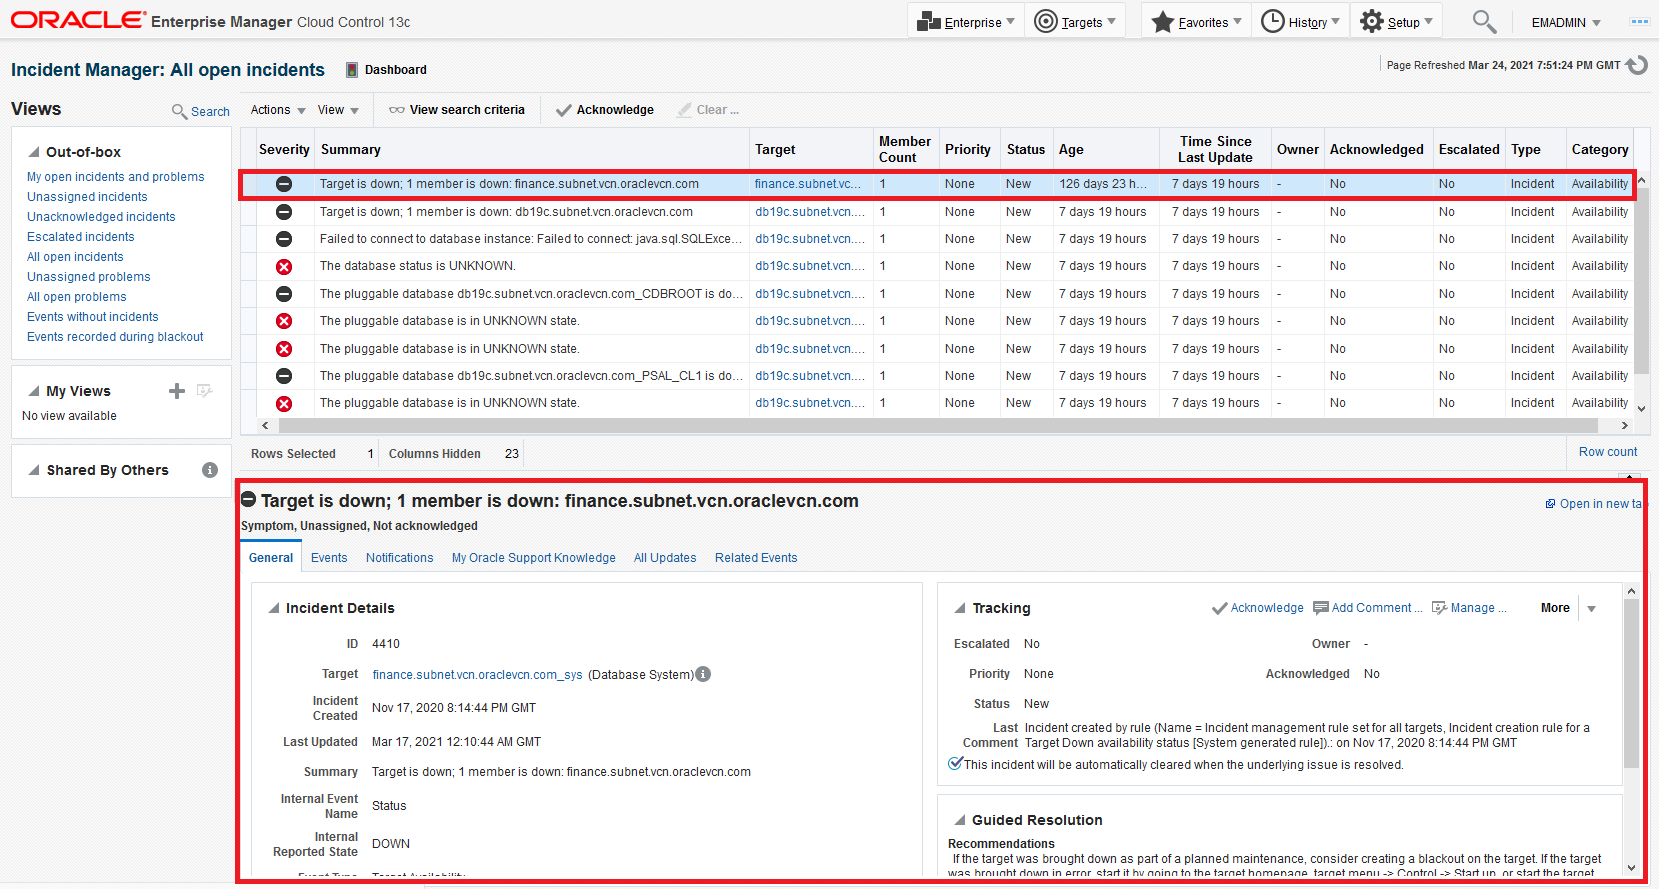 ORACLE Enterprise Manager Cloud Control 13c
Enterprise Targets Favorites History Setup EMADMIN
Incident Manager: All open incidents Dashboard
Page Refreshed Mar 24, 2021 7:51:24 PM GMT
Views Search
Out-of-box
My open incidents and problems
Unassigned incidents
Unacknowledged incidents
Escalated incidents
All open incidents
Unassigned problems
All open problems
Events without incidents
Events recorded during blackout
My Views
No view available
Shared By Others
Actions View View search criteria Acknowledge Clear ...
Severity Summary Target Member Count Priority Status Age Time Since Last Update Owner Acknowledged Escalated Type Category
Target is down; 1 member is down: finance.subnet.vcn.oraclevcn.com finance.subnet.vc... 1 None New 126 days 23 h... 7 days 19 hours - No No Incident Availability
Target is down; 1 member is down: db19c.subnet.vcn.oraclevcn.com db19c.subnet.vcn.... 1 None New 7 days 19 hours 7 days 19 hours - No No Incident Availability
Failed to connect to database instance: Failed to connect: java.sql.SQLExce... db19c.subnet.vcn.... 1 None New 7 days 19 hours 7 days 19 hours - No No Incident Availability
The database status is UNKNOWN. db19c.subnet.vcn.... 1 None New 7 days 19 hours 7 days 19 hours - No No Incident Availability
The pluggable database db19c.subnet.vcn.oraclevcn.com_CDBROOT is do... db19c.subnet.vcn.... 1 None New 7 days 19 hours 7 days 19 hours - No No Incident Availability
The pluggable database is in UNKNOWN state. db19c.subnet.vcn.... 1 None New 7 days 19 hours 7 days 19 hours - No No Incident Availability
The pluggable database is in UNKNOWN state. db19c.subnet.vcn.... 1 None New 7 days 19 hours 7 days 19 hours - No No Incident Availability
The pluggable database db19c.subnet.vcn.oraclevcn.com_PSAL_CL1 is do... db19c.subnet.vcn.... 1 None New 7 days 19 hours 7 days 19 hours - No No Incident Availability
The pluggable database is in UNKNOWN state. db19c.subnet.vcn.... 1 None New 7 days 19 hours 7 days 19 hours - No No Incident Availability
Rows Selected 1 Columns Hidden 23 Row count
Target is down; 1 member is down: finance.subnet.vcn.oraclevcn.com
Open in new ta
Symptom, Unassigned, Not acknowledged
General Events Notifications My Oracle Support Knowledge All Updates Related Events
Incident Details
ID 4410
Target finance.subnet.vcn.oraclevcn.com_sys (Database System)
Incident Created Nov 17, 2020 8:14:44 PM GMT
Last Updated Mar 17, 2021 12:10:44 AM GMT
Summary Target is down; 1 member is down: finance.subnet.vcn.oraclevcn.com
Internal Event Name Status
Internal Reported State DOWN
Event Type Target Availability
Tracking Acknowledge Add Comment ... Manage ... More
Escalated No Owner -
Priority None Acknowledged No
Status New
Last Comment Incident created by rule (Name = Incident management rule set for all targets, Incident creation rule for a
Target Down availability status [System generated rule]).: on Nov 17, 2020 8:14:44 PM GMT
This incident will be automatically cleared when the underlying issue is resolved.
Guided Resolution
Recommendations
If the target was brought down as part of a planned maintenance, consider creating a blackout on the target. If the target
was brought down in error, start it by going to the target homepage, target menu -> Control -> Start up, or start the target